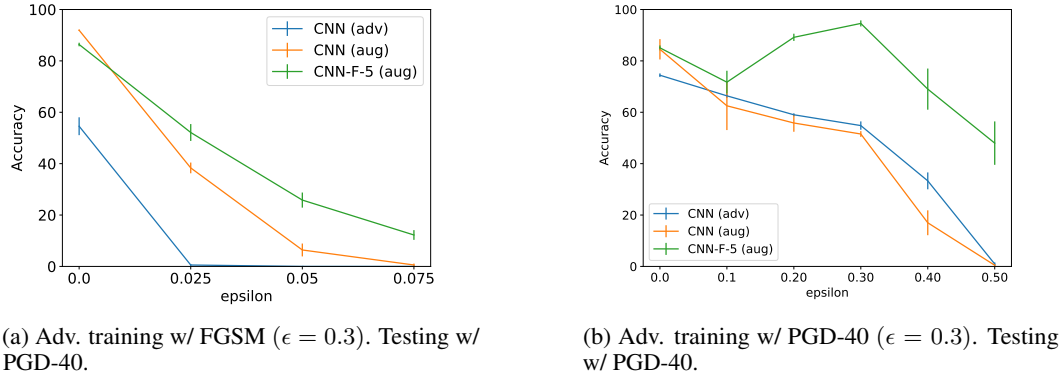 100
80
60
40
20
0
Accuracy
0.0
0.025
0.05
0.075
epsilon
CNN (adv)
CNN (aug)
CNN-F-5 (aug)
(a) Adv. training w/ FGSM (ϵ = 0.3). Testing w/
PGD-40.
100
80
60
40
20
0
Accuracy
0.0
0.1
0.20
0.30
0.40
0.50
epsilon
CNN (adv)
CNN (aug)
CNN-F-5 (aug)
(b) Adv. training w/ PGD-40 (ϵ = 0.3). Testing
w/ PGD-40.